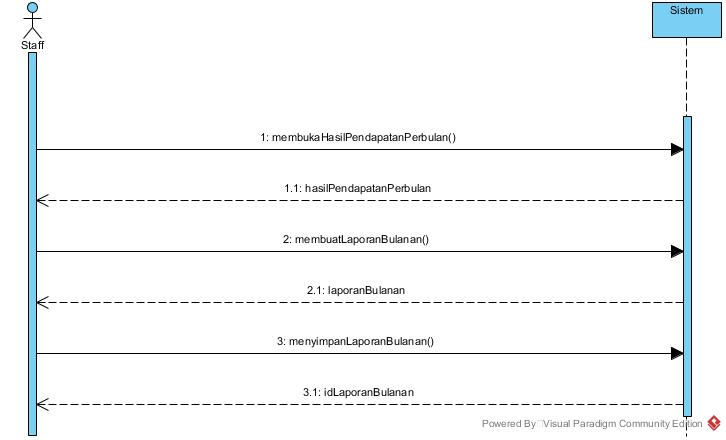 Staff
Sistem
1: membukaHasilPendapatanPerbulan()
1.1: hasilPendapatanPerbulan
2: membuatLaporanBulanan()
2.1: laporanBulanan
3: menyimpanLaporanBulanan()
3.1: idLaporanBulanan
Powered By Visual Paradigm Community Edition